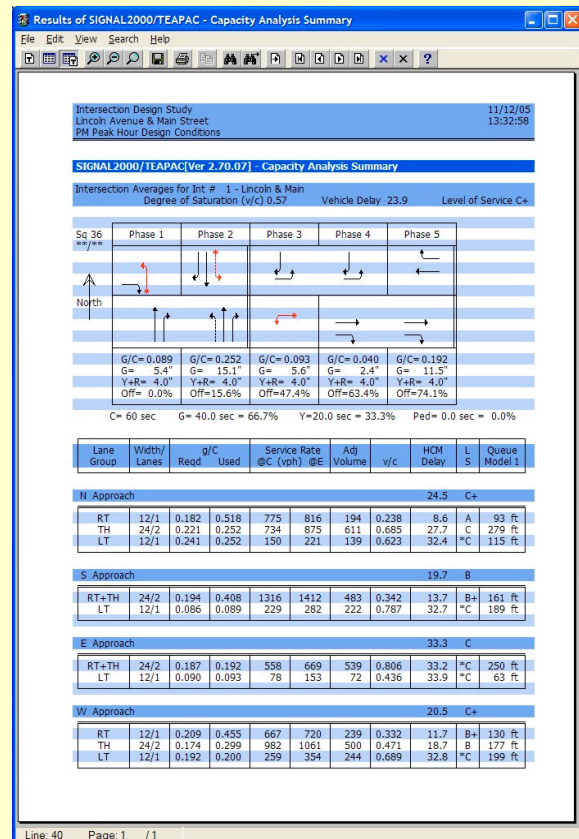 Results of SIGNAL2000/TEAPAC - Capacity Analysis Summary
File Edit View Search Help
Intersection Design Study 11/12/05
Lincoln Avenue & Main Street 13:32:58
PM Peak Hour Design Conditions
SIGNAL2000/TEAPAC[Ver 2.70.07] - Capacity Analysis Summary
Intersection Averages for Int # 1 - Lincoln & Main
Degree of Saturation (v/c) 0.57 Vehicle Delay 23.9 Level of Service C+
Sq 36 Phase 1 Phase 2 Phase 3 Phase 4 Phase 5
**/**
North
G/C= 0.089 G/C= 0.252 G/C= 0.093 G/C= 0.040 G/C= 0.192
G= 5.4" G= 15.1" G= 5.6" G= 2.4" G= 11.5"
Y+R= 4.0" Y+R= 4.0" Y+R= 4.0" Y+R= 4.0" Y+R= 4.0"
Off= 0.0% Off=15.6% Off=47.4% Off=63.4% Off=74.1%
C= 60 sec G= 40.0 sec = 66.7% Y=20.0 sec = 33.3% Ped= 0.0 sec = 0.0%
Lane Width/ g/C Service Rate Adj HCM L Queue
Group Lanes Reqd Used @C (vph) @E Volume v/c Delay S Model 1
N Approach 24.5 C+
RT 12/1 0.182 0.518 775 816 194 0.238 8.6 A 93 ft
TH 24/2 0.221 0.252 734 875 611 0.685 27.7 C 279 ft
LT 12/1 0.241 0.252 150 221 139 0.623 32.4 *C 115 ft
S Approach 19.7 B
RT+TH 24/2 0.194 0.408 1316 1412 483 0.342 13.7 B+ 161 ft
LT 12/1 0.086 0.089 229 282 222 0.787 32.7 *C 189 ft
E Approach 33.3 C
RT+TH 24/2 0.187 0.192 558 669 539 0.806 33.2 *C 250 ft
LT 12/1 0.090 0.093 78 153 72 0.436 33.9 *C 63 ft
W Approach 20.5 C+
RT 12/1 0.209 0.455 667 720 239 0.332 11.7 B+ 130 ft
TH 24/2 0.174 0.299 982 1061 500 0.471 18.7 B 177 ft
LT 12/1 0.192 0.200 259 354 244 0.689 32.8 *C 199 ft
Line: 40 Page: 1 / 1